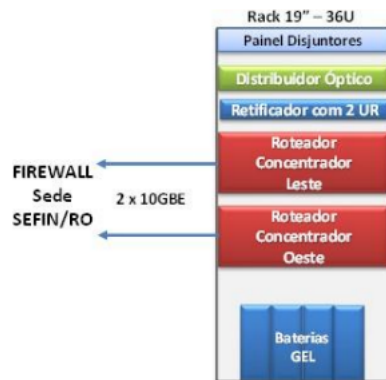 Rack 19” – 36U
Painel Disjuntores
Distribuidor Óptico
Retificador com 2 UR
Roteador
Concentrador
Leste
FIREWALL
Sede
SEFIN/RO
2 x 10GBE
Roteador
Concentrador
Oeste
Baterias
GEL